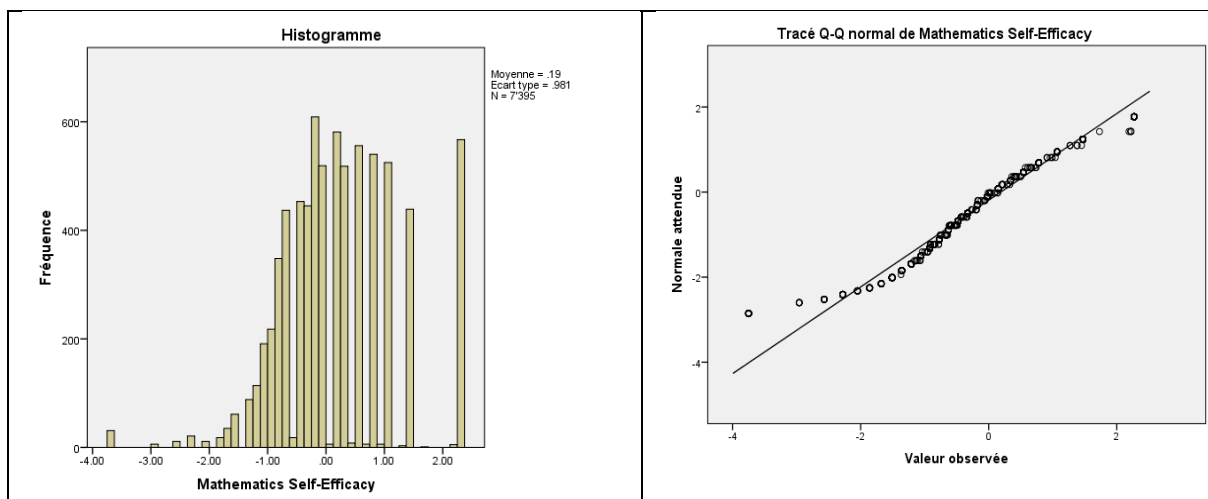 Histogramme
Moyenne = .19
Ecart type = .981
N = 7'395
600
400
200
0
Fréquence
-4.00 -3.00 -2.00 -1.00 .00 1.00 2.00
Mathematics Self-Efficacy
Tracé Q-Q normal de Mathematics Self-Efficacy
2
0
-2
-4
Normale attendue
-4 -2 0 2
Valeur observée